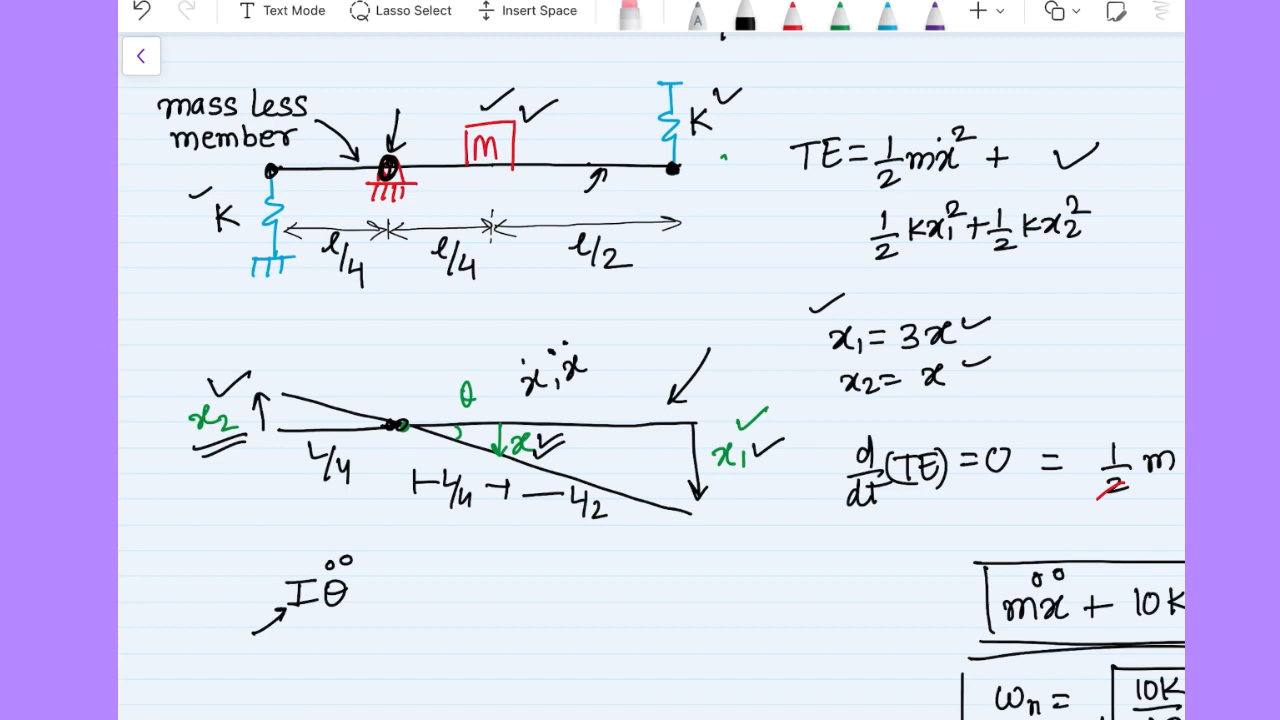 Text Mode
Lasso Select
Insert Space
mass less
member
m
K
K
l/4
l/4
l/2
TE = 1/2 mẋ² +
1/2 Kx₁² + 1/2 Kx₂²
x₁ = 3x
x₂ = x
ẋ, ẍ
θ
x₂
x
x₁
L/4
L/4
L/2
d/dt (TE) = 0 = 1/2 m
Iθ̈
mẍ + 10K
ωn = √10K